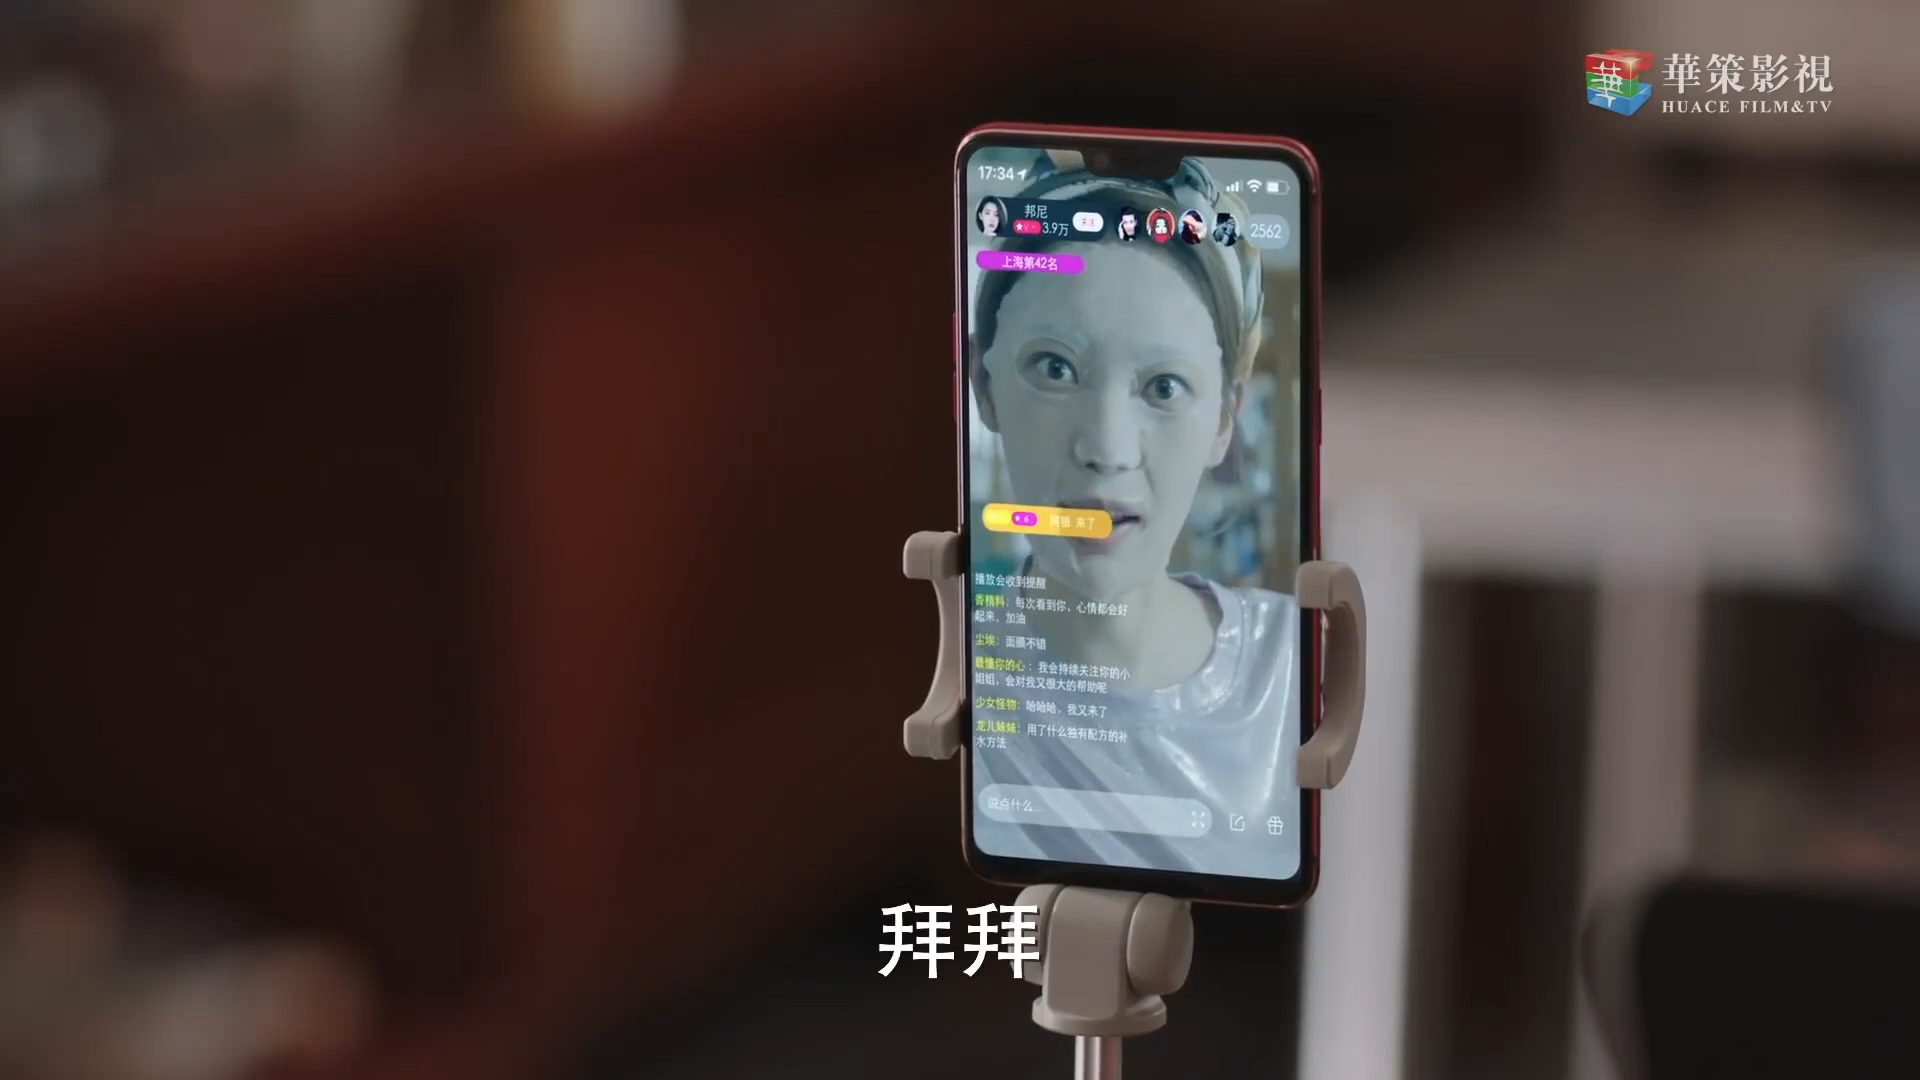 華策影視
HUACE FILM&TV
17:34
邦尼
3.9万
关注
2562
上海第42名
6
阿狼 来了
播放会收到提醒
香精料：每次看到你，心情都会好
起来，加油
尘埃：面膜不错
最懂你的心：我会持续关注你的小
姐姐，会对我又很大的帮助呢
少女怪物：哈哈哈，我又来了
龙儿妹妹：用了什么独有配方的补
水方法
说点什么...
拜拜